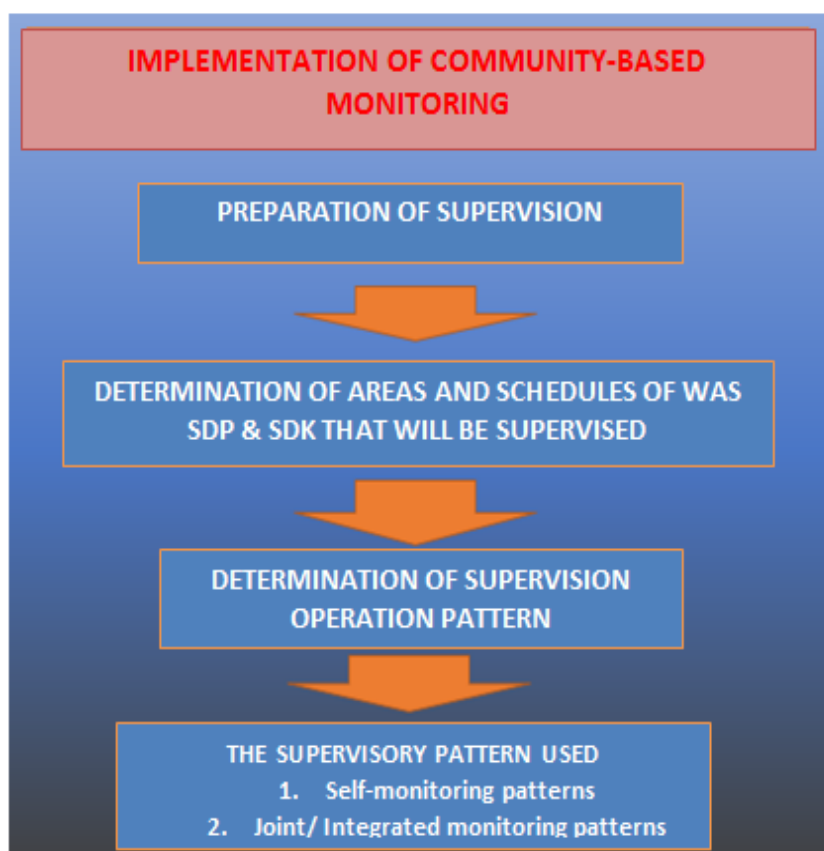 IMPLEMENTATION OF COMMUNITY-BASED
MONITORING
PREPARATION OF SUPERVISION
DETERMINATION OF AREAS AND SCHEDULES OF WAS
SDP & SDK THAT WILL BE SUPERVISED
DETERMINATION OF SUPERVISION
OPERATION PATTERN
THE SUPERVISORY PATTERN USED
1. Self-monitoring patterns
2. Joint/ Integrated monitoring patterns